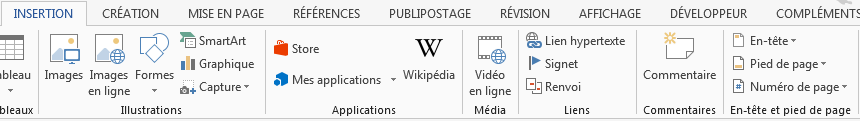 INSERTION CRÉATION MISE EN PAGE RÉFÉRENCES PUBLIPOSTAGE RÉVISION AFFICHAGE DÉVELOPPEUR COMPLÉMENTS
ableau
Images
Images
en ligne
Formes
SmartArt
Graphique
Capture
Store
Mes applications
W
Wikipédia
Vidéo
en ligne
Lien hypertexte
Signet
Renvoi
Commentaire
En-tête
Pied de page
Numéro de page
#
ableaux Illustrations Applications Média Liens Commentaires En-tête et pied de page